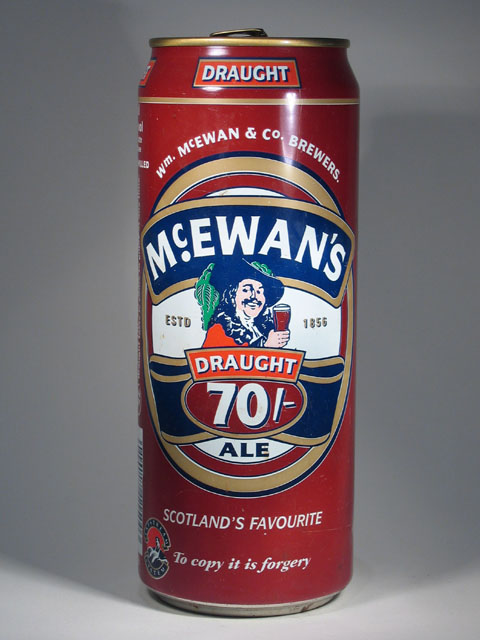 DRAUGHT
Wm. McEWAN & Co. BREWERS.
McEWAN'S
ESTD 1856
DRAUGHT
70/-
ALE
SCOTLAND'S FAVOURITE
To copy it is forgery